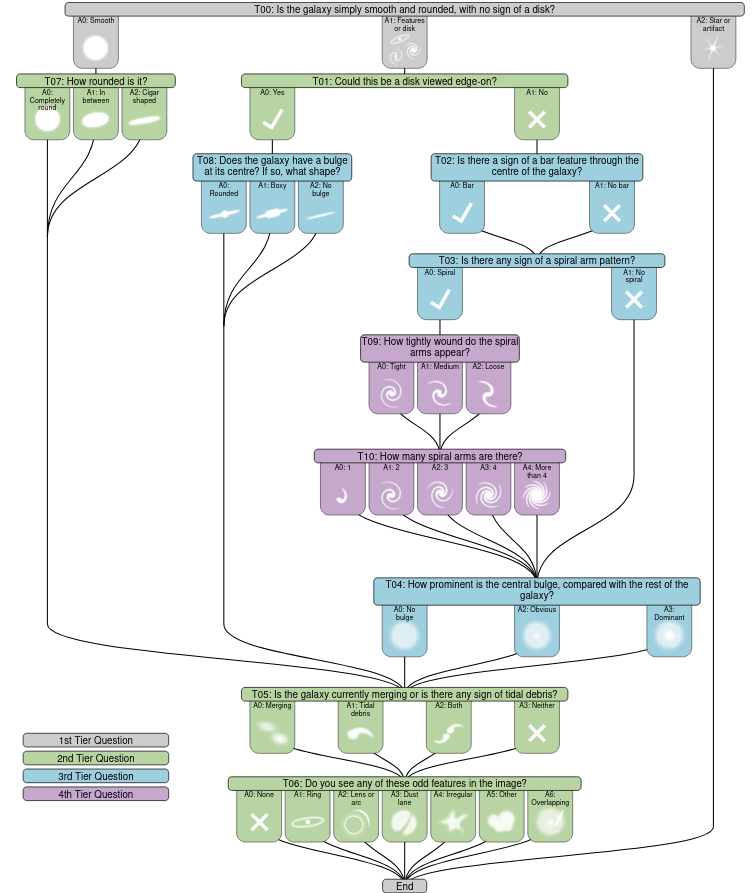 T00: Is the galaxy simply smooth and rounded, with no sign of a disk?
A0: Smooth
A1: Features
or disk
A2: Star or
artifact
T07: How rounded is it?
A0:
Completely
round
A1: In
between
A2: Cigar
shaped
T01: Could this be a disk viewed edge-on?
A0: Yes
A1: No
T08: Does the galaxy have a bulge
at its centre? If so, what shape?
A0:
Rounded
A1: Boxy
A2: No
bulge
T02: Is there a sign of a bar feature through the
centre of the galaxy?
A0: Bar
A1: No bar
T03: Is there any sign of a spiral arm pattern?
A0: Spiral
A1: No
spiral
T09: How tightly wound do the spiral
arms appear?
A0: Tight
A1: Medium
A2: Loose
T10: How many spiral arms are there?
A0: 1
A1: 2
A2: 3
A3: 4
A4: More
than 4
T04: How prominent is the central bulge, compared with the rest of the
galaxy?
A0: No
bulge
A2: Obvious
A3:
Dominant
T05: Is the galaxy currently merging or is there any sign of tidal debris?
A0: Merging
A1: Tidal
debris
A2: Both
A3: Neither
T06: Do you see any of these odd features in the image?
A0: None
A1: Ring
A2: Lens or
arc
A3: Dust
lane
A4: Irregular
A5: Other
A6:
Overlapping
End
1st Tier Question
2nd Tier Question
3rd Tier Question
4th Tier Question